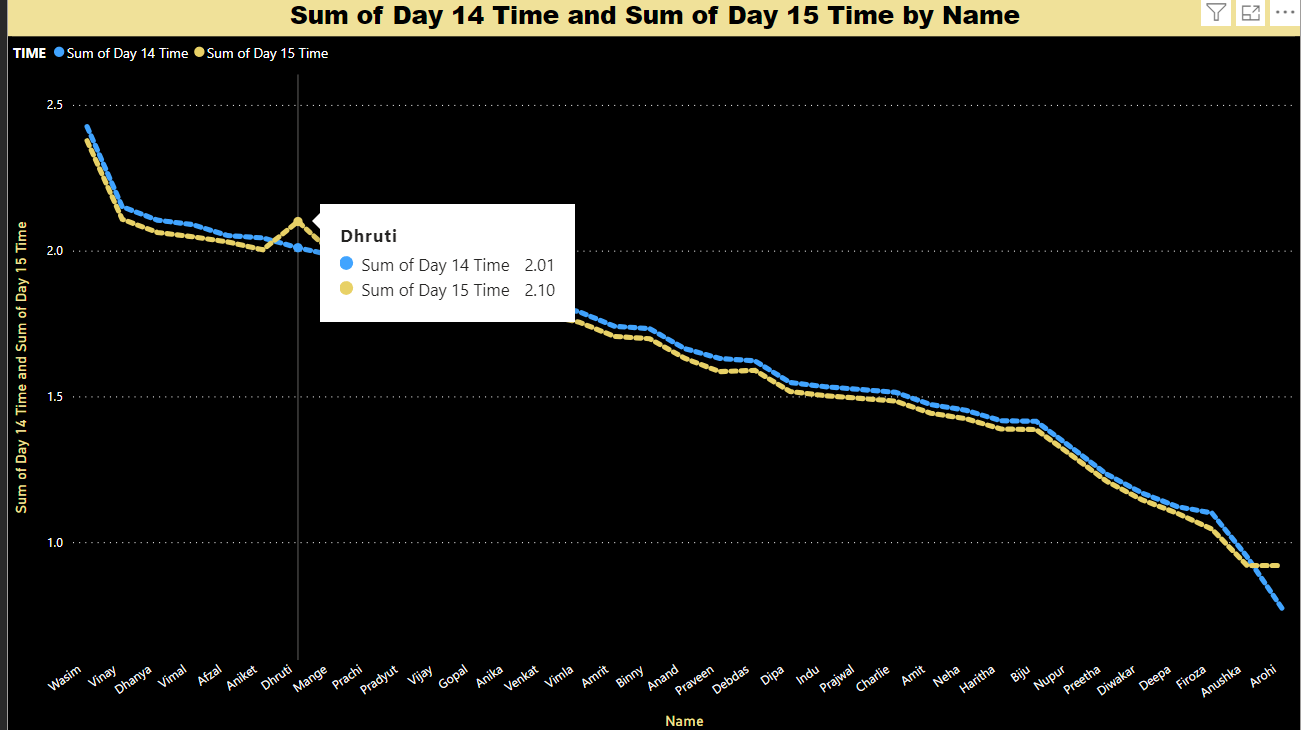 Sum of Day 14 Time and Sum of Day 15 Time by Name
TIME Sum of Day 14 Time Sum of Day 15 Time
Sum of Day 14 Time and Sum of Day 15 Time
2.5
2.0
1.5
1.0
Dhruti
Sum of Day 14 Time 2.01
Sum of Day 15 Time 2.10
Wasim Vinay Dhanya Vimal Afzal Aniket Dhruti Mange Prachi Pradyut Vijay Gopal Anika Venkat Vimla Amrit Binny Anand Praveen Debdas Dipa Indu Prajwal Charlie Amit Neha Haritha Biju Nupur Preetha Diwakar Deepa Firoza Anushka Arohi
Name